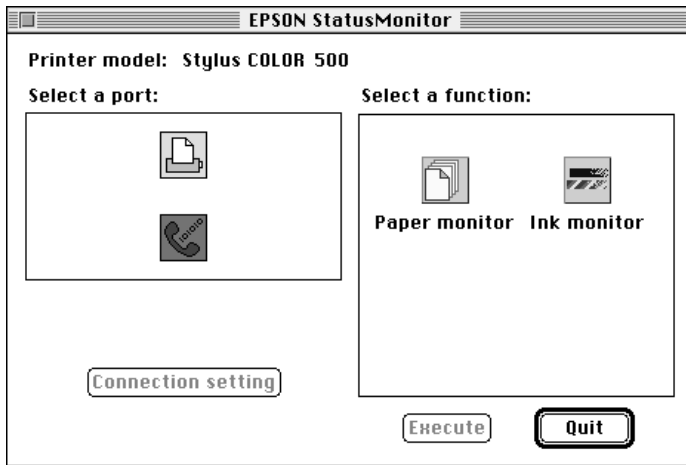 EPSON StatusMonitor
Printer model: Stylus COLOR 500
Select a port:
Select a function:
Paper monitor Ink monitor
Connection setting
Execute Quit